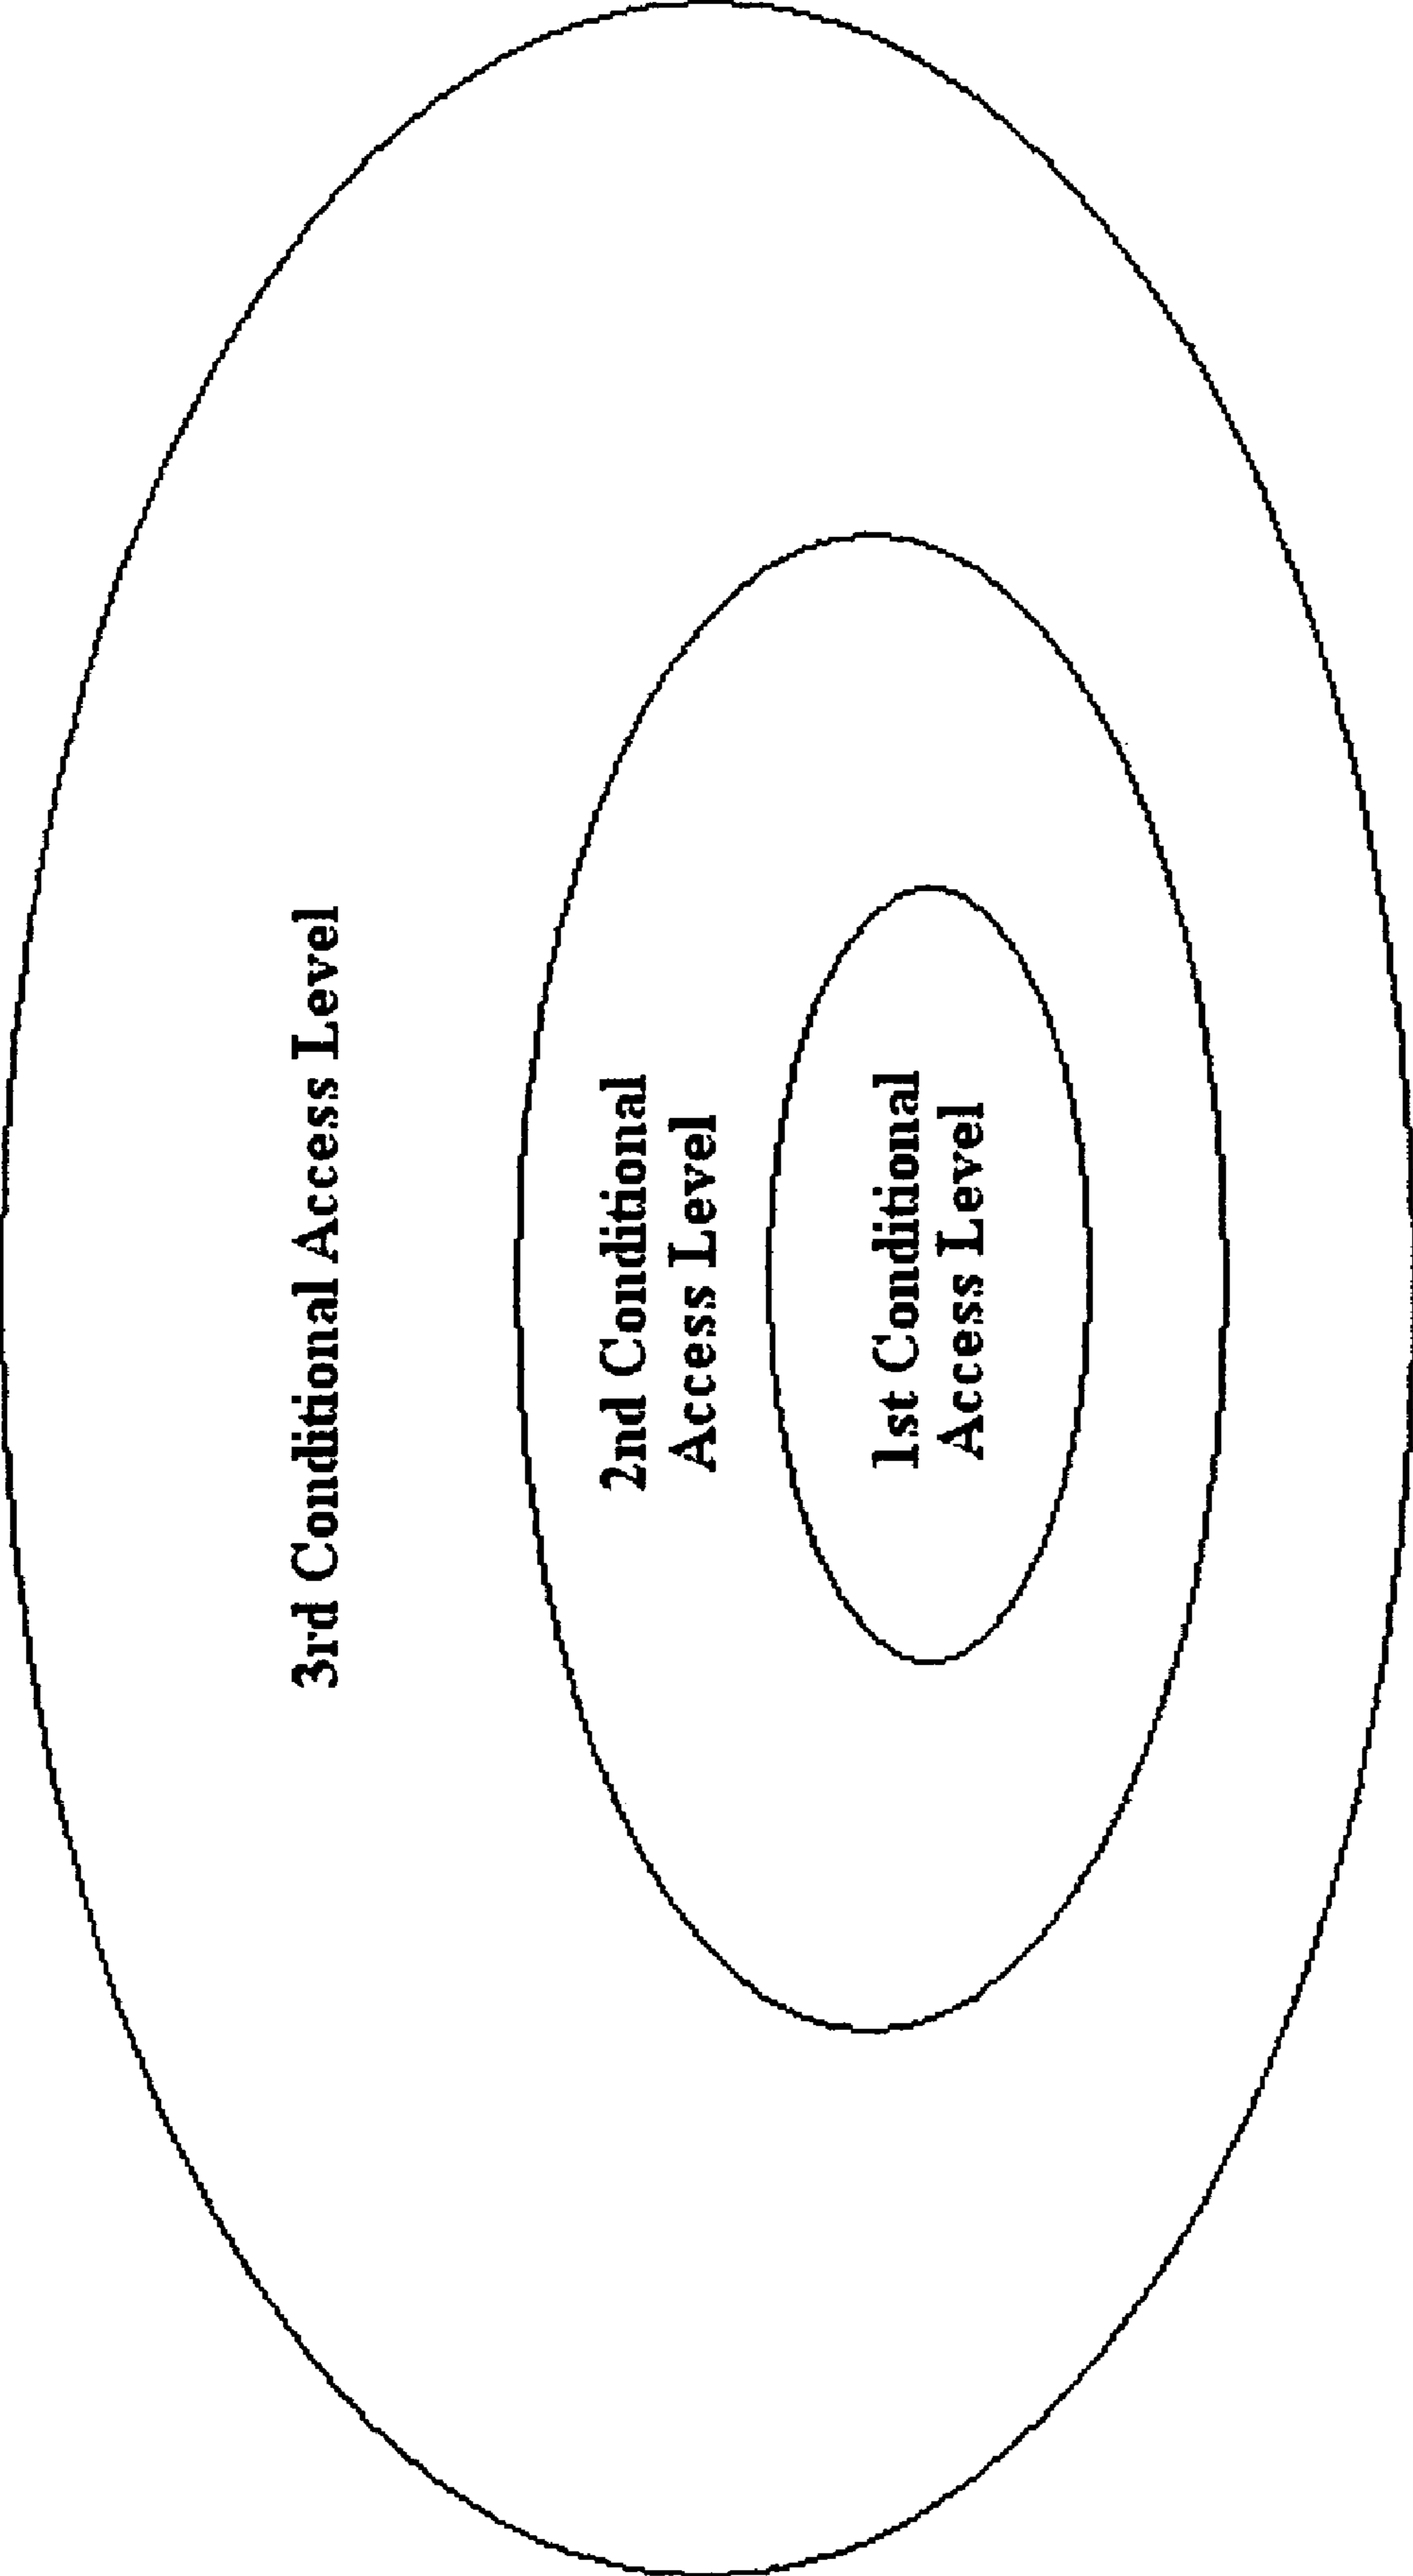 3rd Conditional Access Level
2nd Conditional
Access Level
1st Conditional
Access Level